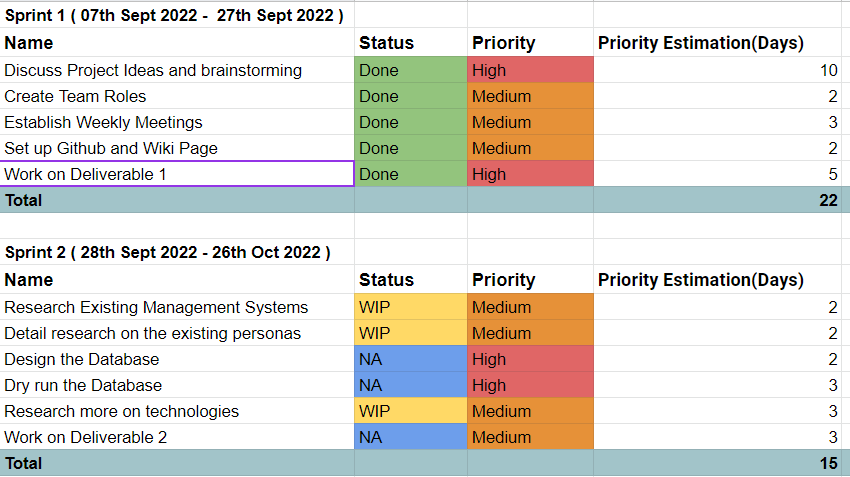 Sprint 1 ( 07th Sept 2022 -  27th Sept 2022 )
Name Status Priority Priority Estimation(Days)
Discuss Project Ideas and brainstorming Done High 10
Create Team Roles Done Medium 2
Establish Weekly Meetings Done Medium 3
Set up Github and Wiki Page Done Medium 2
Work on Deliverable 1 Done High 5
Total 22
Sprint 2 ( 28th Sept 2022 - 26th Oct 2022 )
Name Status Priority Priority Estimation(Days)
Research Existing Management Systems WIP Medium 2
Detail research on the existing personas WIP Medium 2
Design the Database NA High 2
Dry run the Database NA High 3
Research more on technologies WIP Medium 3
Work on Deliverable 2 NA Medium 3
Total 15